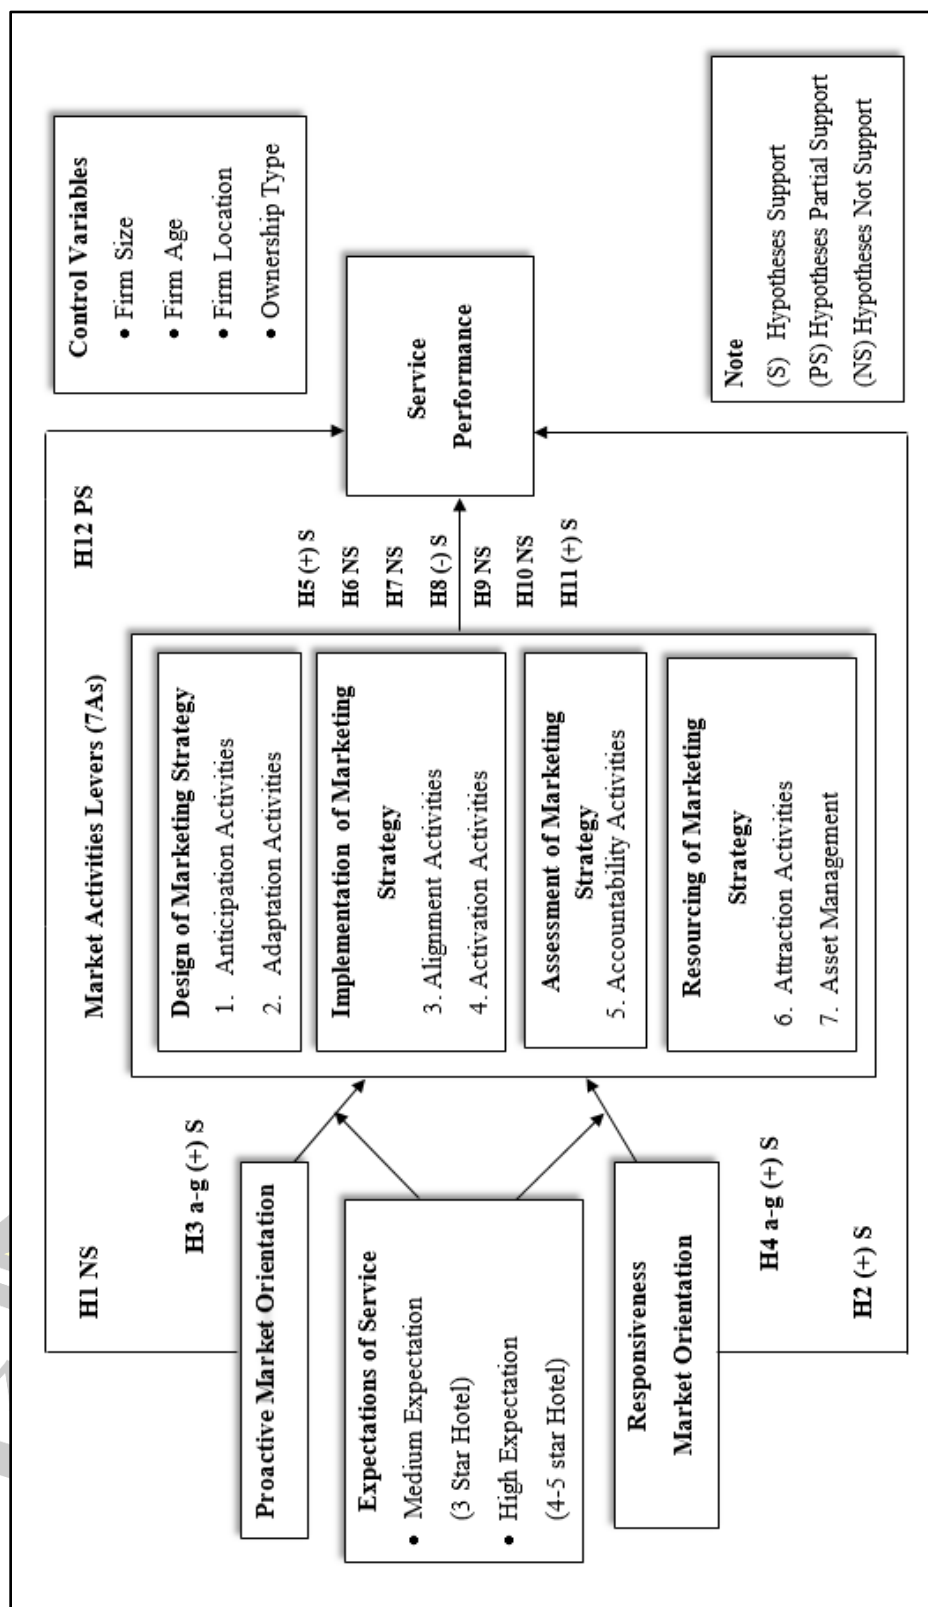 H1 NS
H3 a-g (+) S
Proactive Market Orientation
Expectations of Service
• Medium Expectation
(3 Star Hotel)
• High Expectation
(4-5 star Hotel)
Responsiveness
Market Orientation
H4 a-g (+) S
H2 (+) S
Market Activities Levers (7As)
Design of Marketing Strategy
1. Anticipation Activities
2. Adaptation Activities
Implementation of Marketing
Strategy
3. Alignment Activities
4. Activation Activities
Assessment of Marketing
Strategy
5. Accountability Activities
Resourcing of Marketing
Strategy
6. Attraction Activities
7. Asset Management
H12 PS
H5 (+) S
H6 NS
H7 NS
H8 (-) S
H9 NS
H10 NS
H11 (+) S
Service
Performance
Control Variables
• Firm Size
• Firm Age
• Firm Location
• Ownership Type
Note
(S) Hypotheses Support
(PS) Hypotheses Partial Support
(NS) Hypotheses Not Support